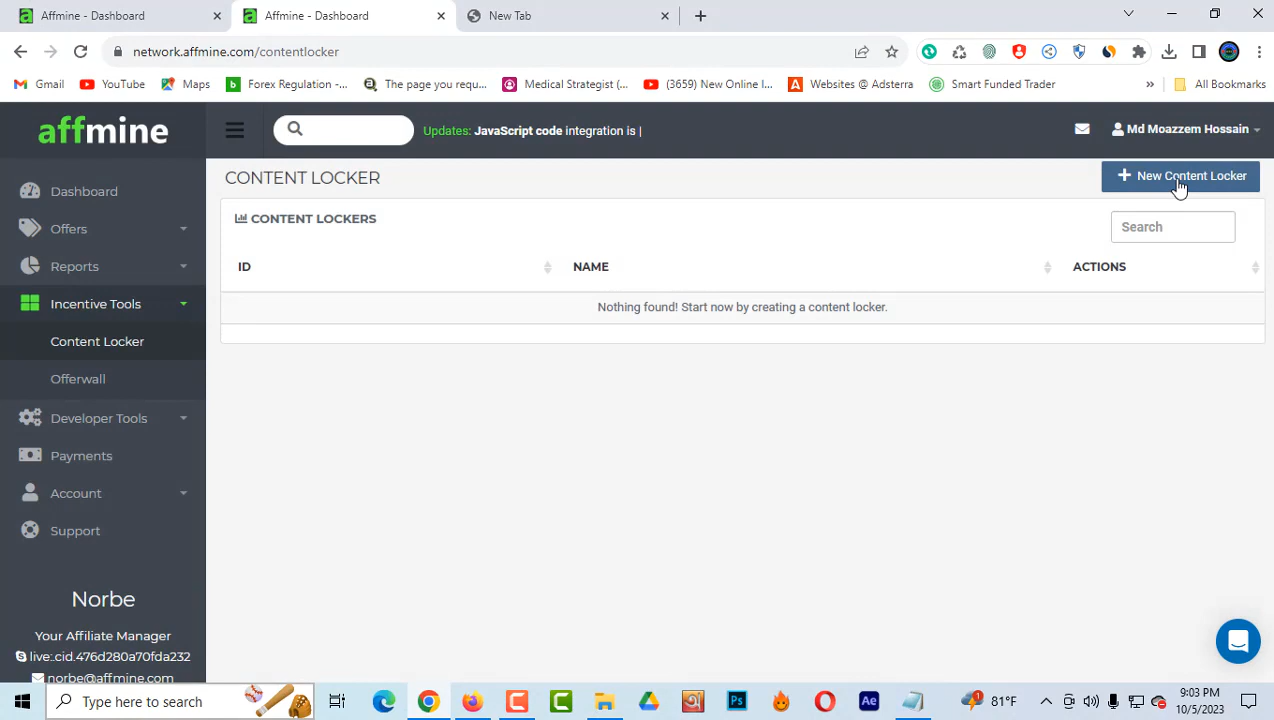 Affmine - Dashboard
Affmine - Dashboard
New Tab
network.affmine.com/contentlocker
Gmail
YouTube
Maps
Forex Regulation -...
The page you requ...
Medical Strategist (...
(3659) New Online I...
Websites @ Adsterra
Smart Funded Trader
»
All Bookmarks
affmine
Updates: JavaScript code integration is |
Md Moazzem Hossain
Dashboard
Offers
Reports
Incentive Tools
Content Locker
Offerwall
Developer Tools
Payments
Account
Support
Norbe
Your Affiliate Manager
live:.cid.476d280a70fda232
norbe@affmine.com
CONTENT LOCKER
+ New Content Locker
CONTENT LOCKERS
Search
ID
NAME
ACTIONS
Nothing found! Start now by creating a content locker.
Type here to search
Ps
Ae
1
81°F
9:03 PM
10/5/2023